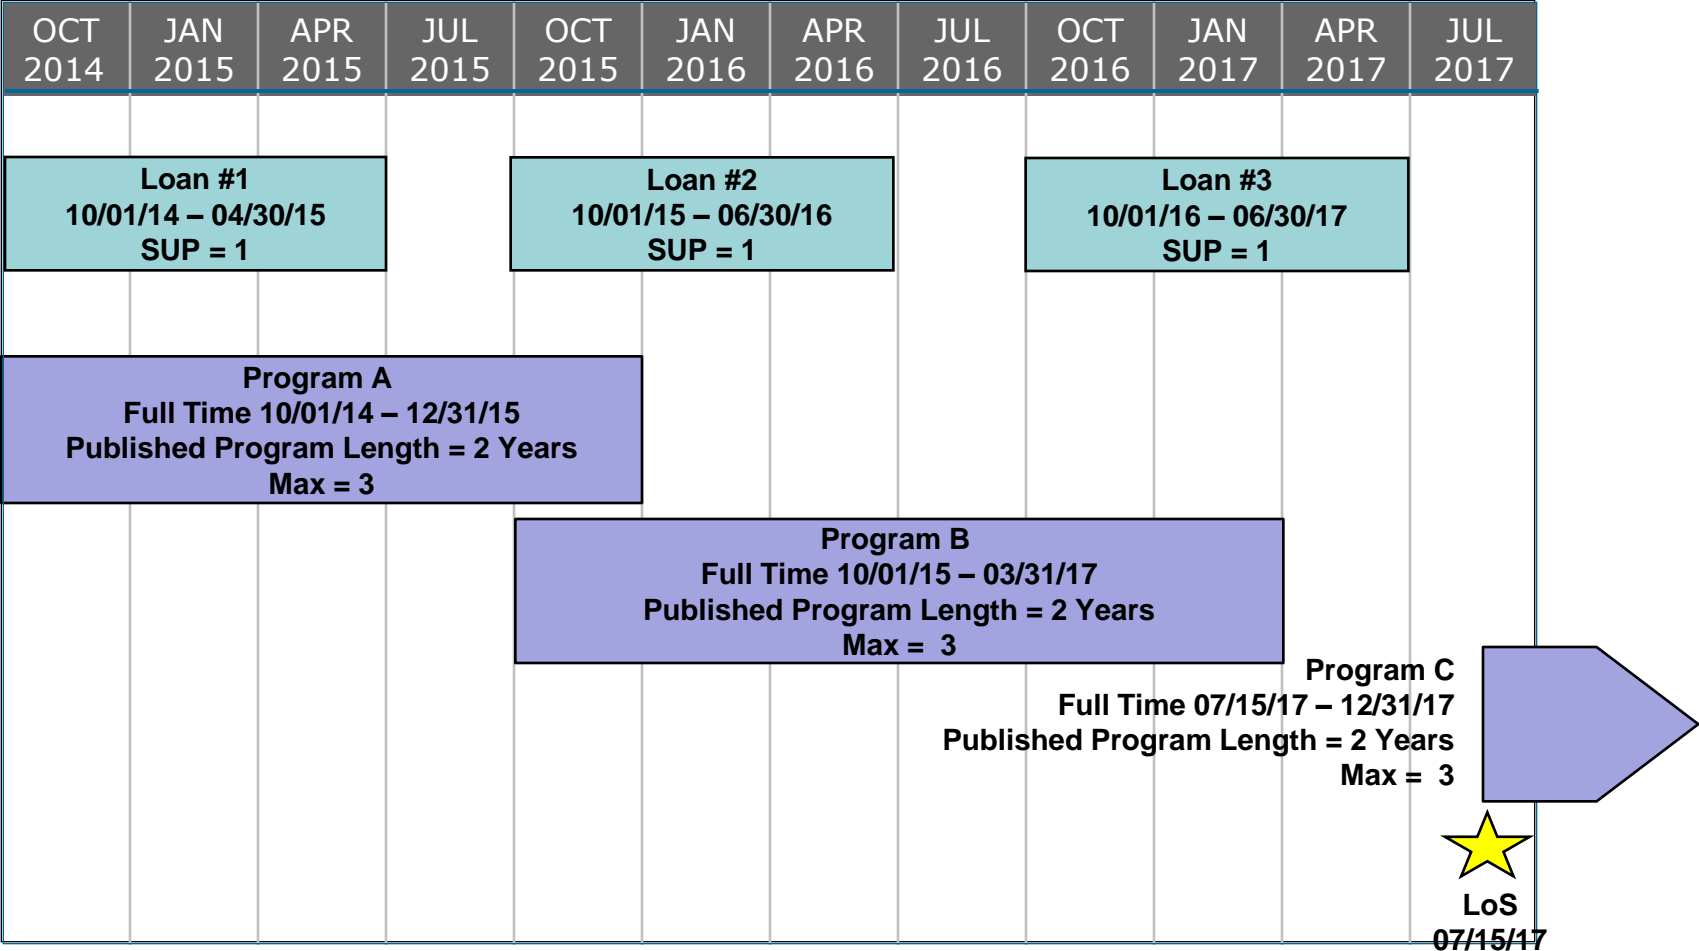 OCT JAN APR JUL OCT JAN APR JUL OCT JAN APR JUL
2014 2015 2015 2015 2015 2016 2016 2016 2016 2017 2017 2017
Loan #1
10/01/14 – 04/30/15
SUP = 1
Loan #2
10/01/15 – 06/30/16
SUP = 1
Loan #3
10/01/16 – 06/30/17
SUP = 1
Program A
Full Time 10/01/14 – 12/31/15
Published Program Length = 2 Years
Max = 3
Program B
Full Time 10/01/15 – 03/31/17
Published Program Length = 2 Years
Max = 3
Program C
Full Time 07/15/17 – 12/31/17
Published Program Length = 2 Years
Max = 3
LoS
07/15/17